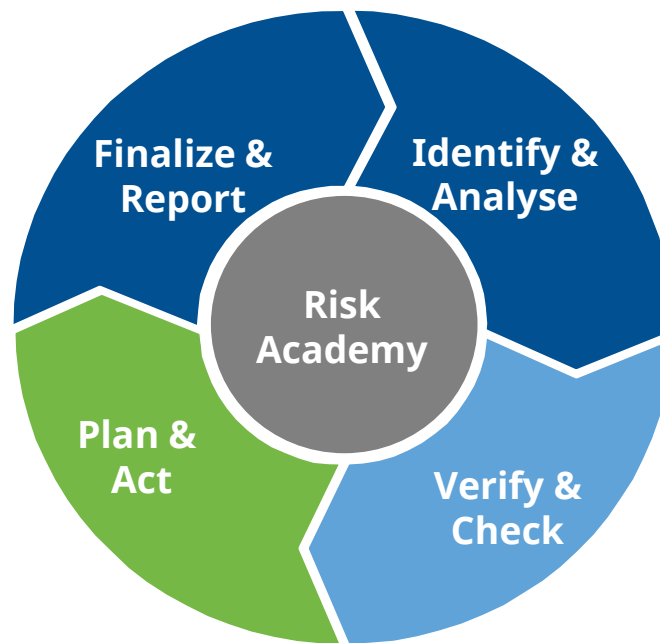 Finalize &
Report
Identify &
Analyse
Risk
Academy
Plan &
Act
Verify &
Check